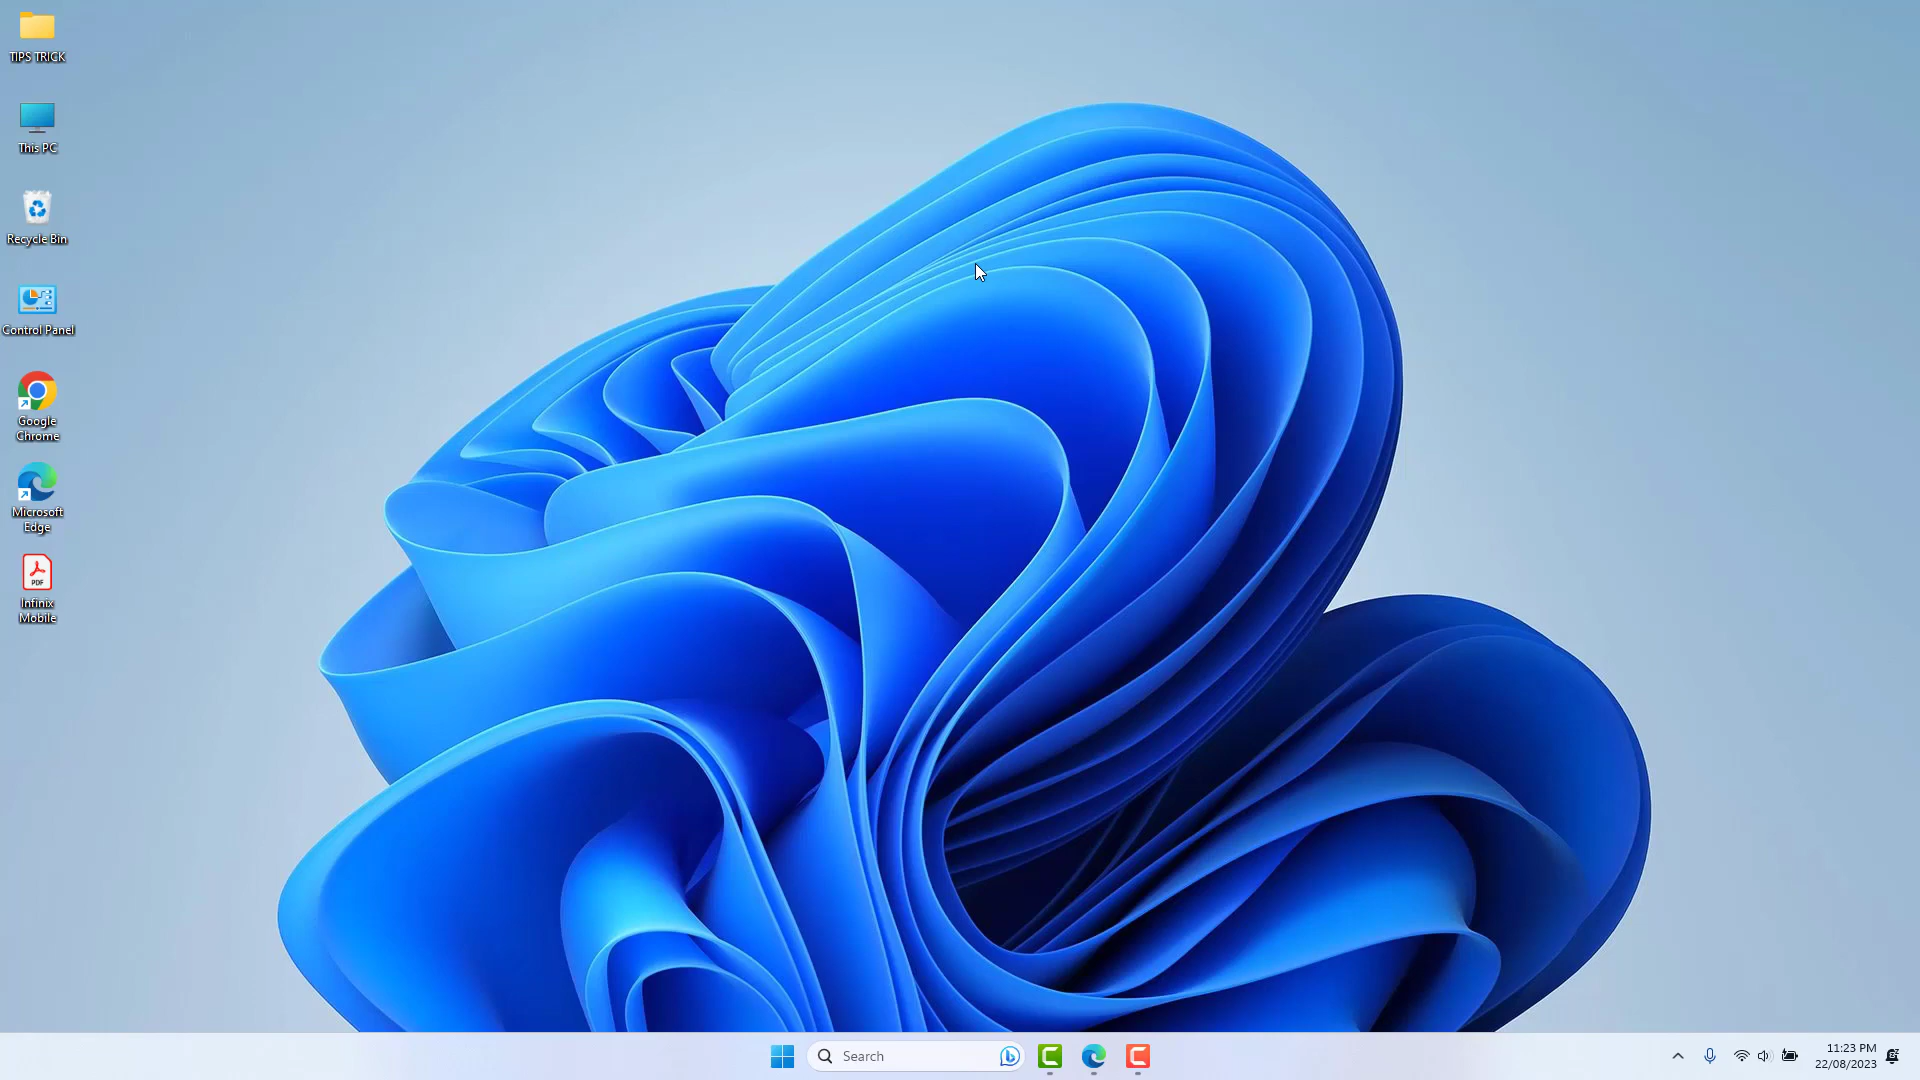 TIPS TRICK
This PC
Recycle Bin
Control Panel
Google
Chrome
Microsoft
Edge
PDF
Infinix
Mobile
Search
11:23 PM
22/08/2023